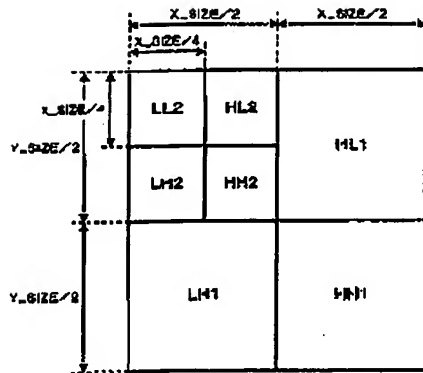 X_SIZE/2 X_SIZE/2
X_SIZE/4
LL2 HL2
X_SIZE/4
HL1
Y_SIZE/2
LH2 HH2
LH1 HH1
Y_SIZE/2